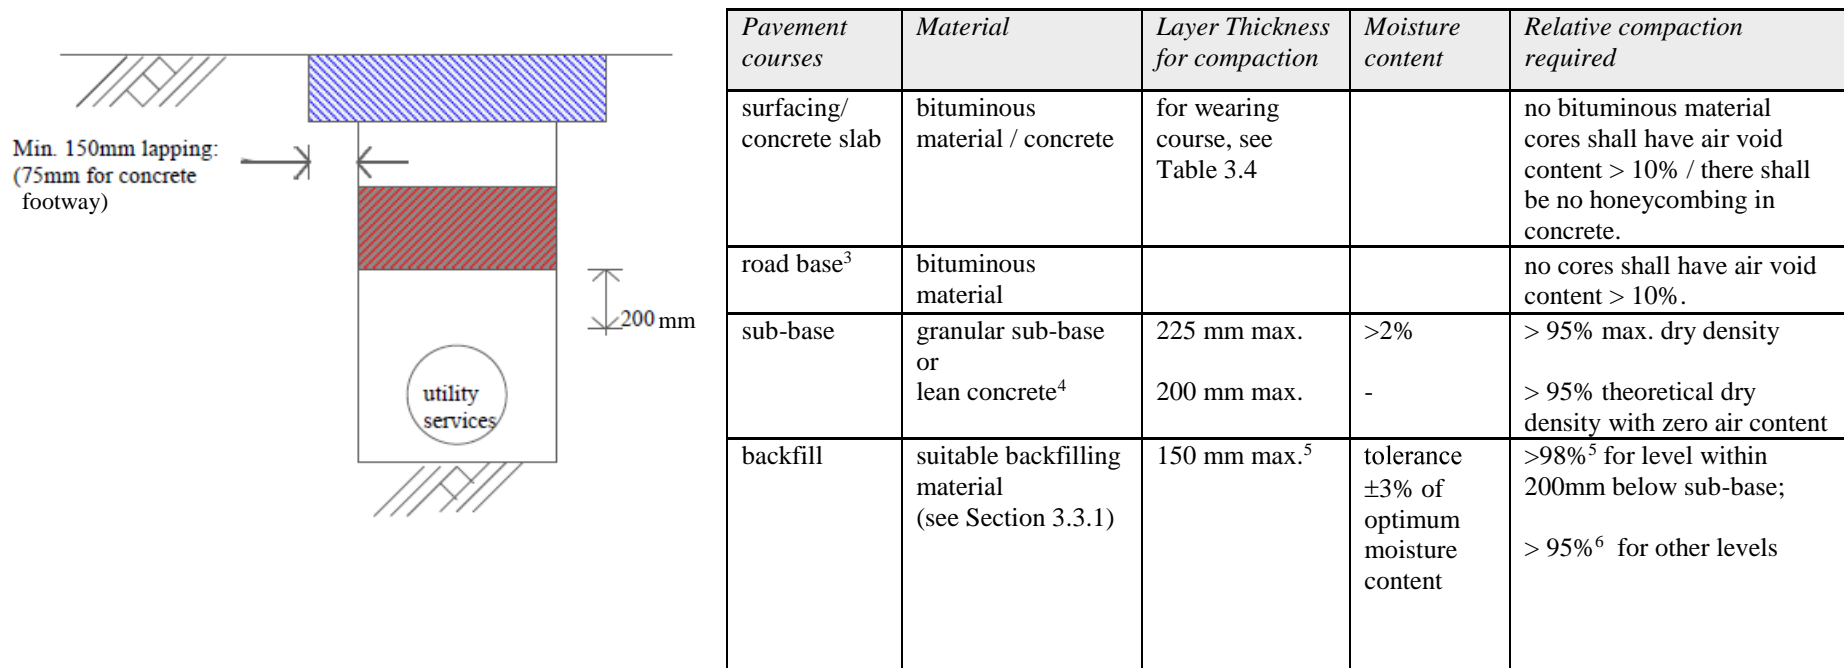 Min. 150mm lapping:
(75mm for concrete
footway)
200 mm
utility
services
Pavement
courses
Material
Layer Thickness
for compaction
Moisture
content
Relative compaction
required
surfacing/
concrete slab
bituminous
material / concrete
for wearing
course, see
Table 3.4
no bituminous material
cores shall have air void
content > 10% / there shall
be no honeycombing in
concrete.
road base³
bituminous
material
no cores shall have air void
content > 10%.
sub-base
granular sub-base
or
lean concrete⁴
225 mm max.
200 mm max.
>2%
-
> 95% max. dry density
> 95% theoretical dry
density with zero air content
backfill
suitable backfilling
material
(see Section 3.3.1)
150 mm max.⁵
tolerance
±3% of
optimum
moisture
content
>98%⁵ for level within
200mm below sub-base;
> 95%⁶ for other levels